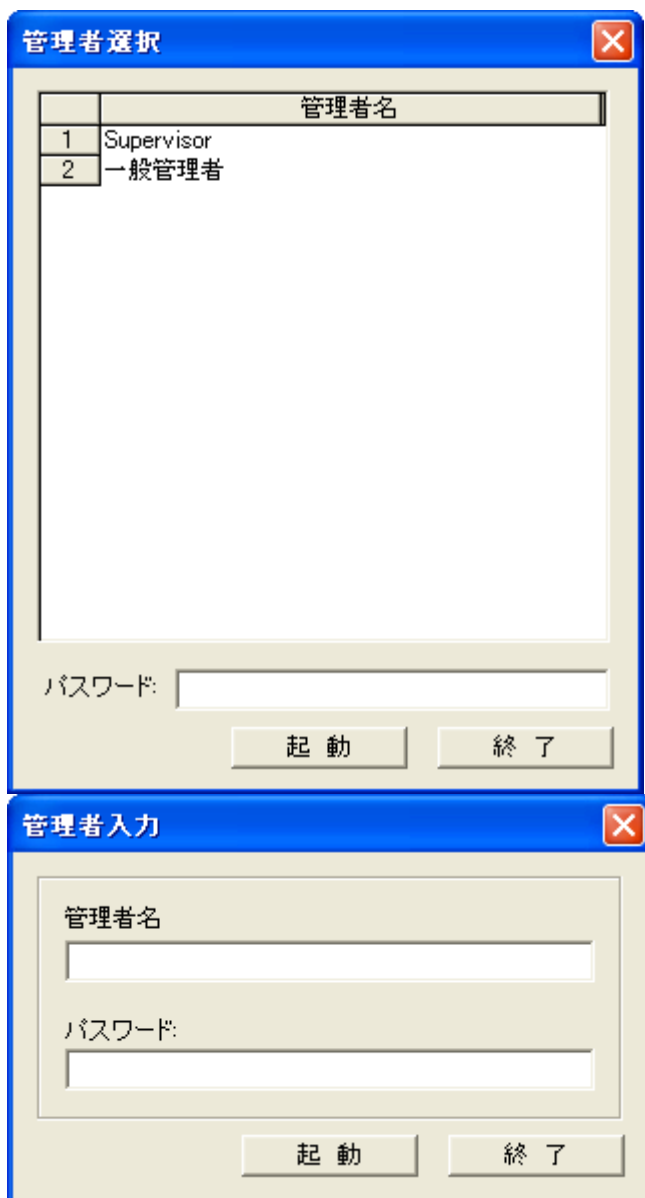 管理者選択
管理者名
1 Supervisor
2 一般管理者
パスワード:
起 動 終 了
管理者入力
管理者名
パスワード:
起 動 終 了